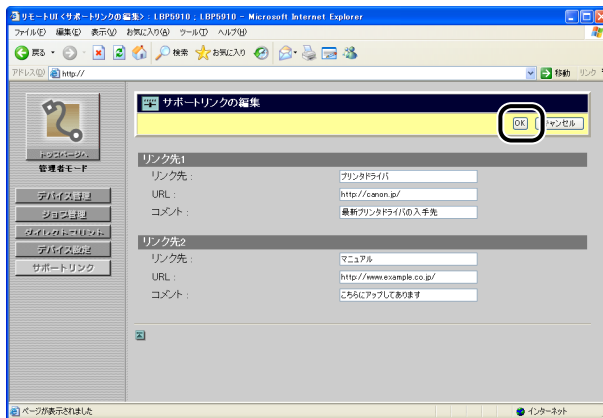 リモートUI <サポートリンクの編集> : LBP5910 ; LBP5910 - Microsoft Internet Explorer
ファイル(F) 編集(E) 表示(V) お気に入り(A) ツール(T) ヘルプ(H)
戻る 検索 お気に入り
アドレス(D) http:// 移動 リンク
サポートリンクの編集
OK キャンセル
トップページへ
管理者モード
デバイス管理
ジョブ管理
ダイレクトプリント
デバイス設定
サポートリンク
リンク先1
リンク先 : プリンタドライバ
URL : http://canon.jp/
コメント : 最新プリンタドライバの入手先
リンク先2
リンク先 : マニュアル
URL : http://www.example.co.jp/
コメント : こちらにアップしてあります
ページが表示されました インターネット